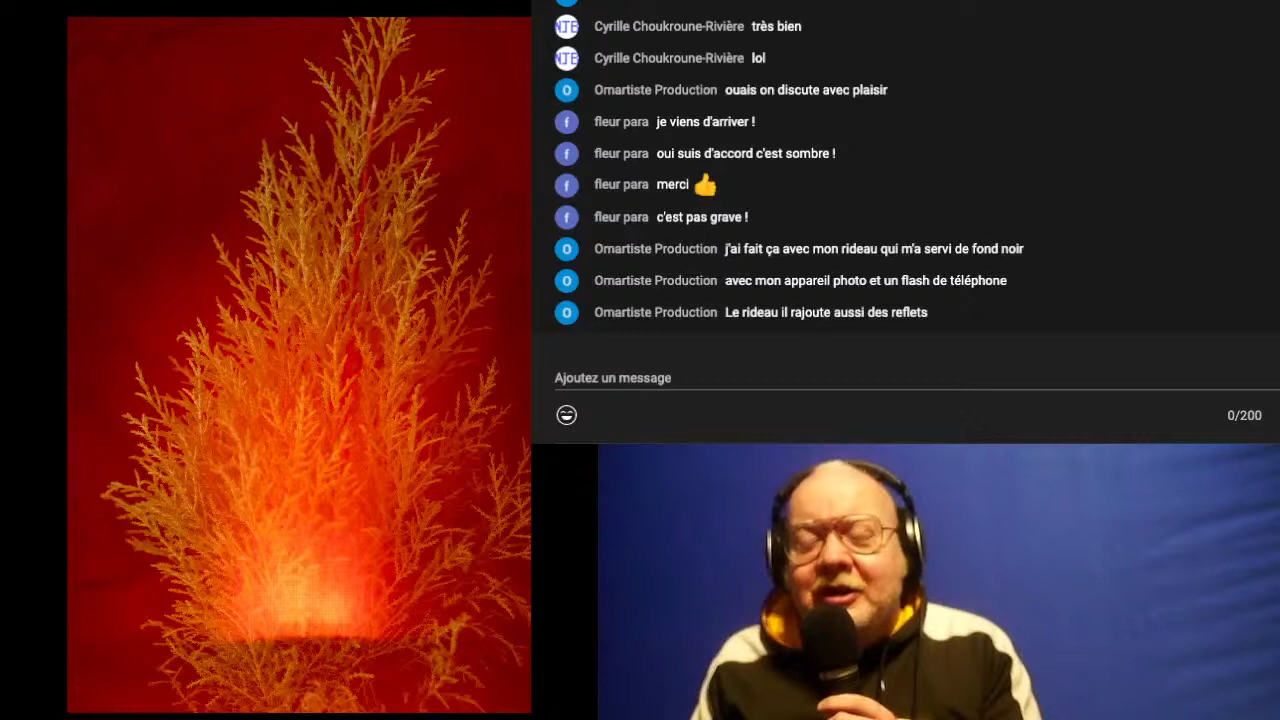 Cyrille Choukroune-Rivière très bien
Cyrille Choukroune-Rivière lol
O Omartiste Production ouais on discute avec plaisir
f fleur para je viens d'arriver !
f fleur para oui suis d'accord c'est sombre !
f fleur para merci 👍
f fleur para c'est pas grave !
O Omartiste Production j'ai fait ça avec mon rideau qui m'a servi de fond noir
O Omartiste Production avec mon appareil photo et un flash de téléphone
O Omartiste Production Le rideau il rajoute aussi des reflets
Ajoutez un message
0/200